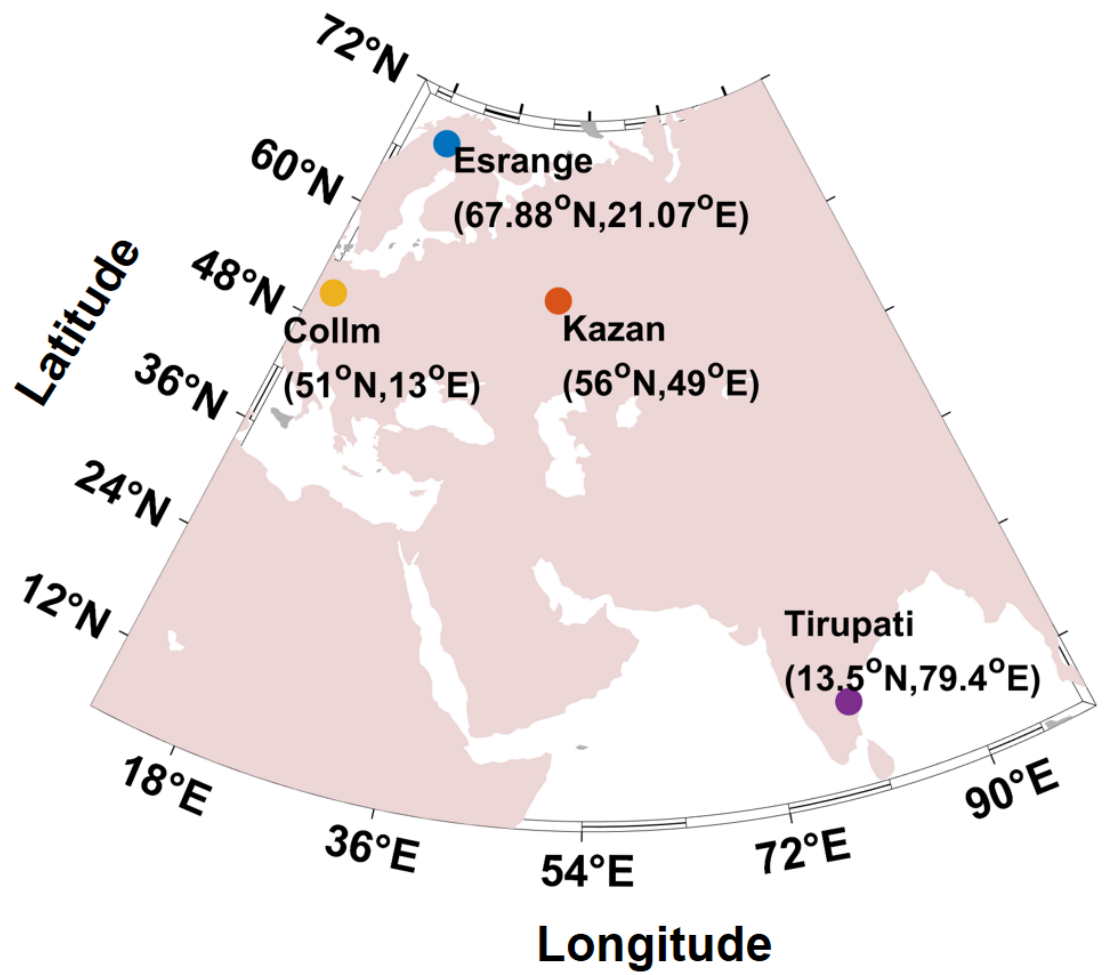 72°N
60°N
48°N
36°N
24°N
12°N
Latitude
Esrange
(67.88°N,21.07°E)
Collm
(51°N,13°E)
Kazan
(56°N,49°E)
Tirupati
(13.5°N,79.4°E)
18°E
36°E
54°E
72°E
90°E
Longitude